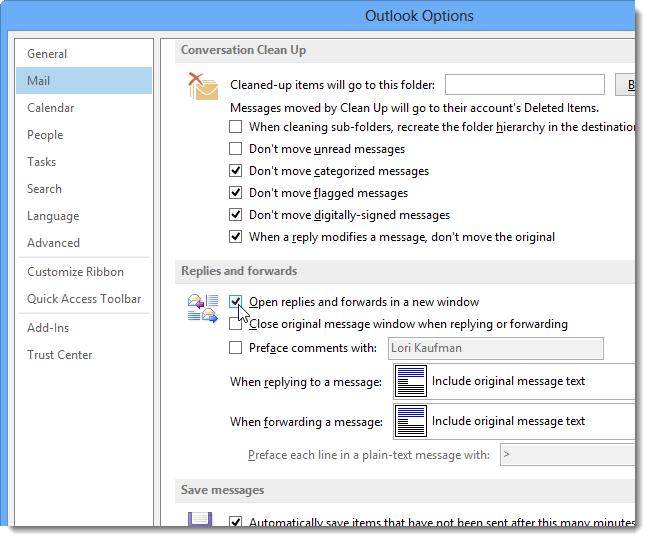 Outlook Options
General
Mail
Calendar
People
Tasks
Search
Language
Advanced
Customize Ribbon
Quick Access Toolbar
Add-Ins
Trust Center
Conversation Clean Up
Cleaned-up items will go to this folder:
B
Messages moved by Clean Up will go to their account's Deleted Items.
When cleaning sub-folders, recreate the folder hierarchy in the destination
Don't move unread messages
Don't move categorized messages
Don't move flagged messages
Don't move digitally-signed messages
When a reply modifies a message, don't move the original
Replies and forwards
Open replies and forwards in a new window
Close original message window when replying or forwarding
Preface comments with: Lori Kaufman
When replying to a message: Include original message text
When forwarding a message: Include original message text
Preface each line in a plain-text message with: >
Save messages
Automatically save items that have not been sent after this many minutes